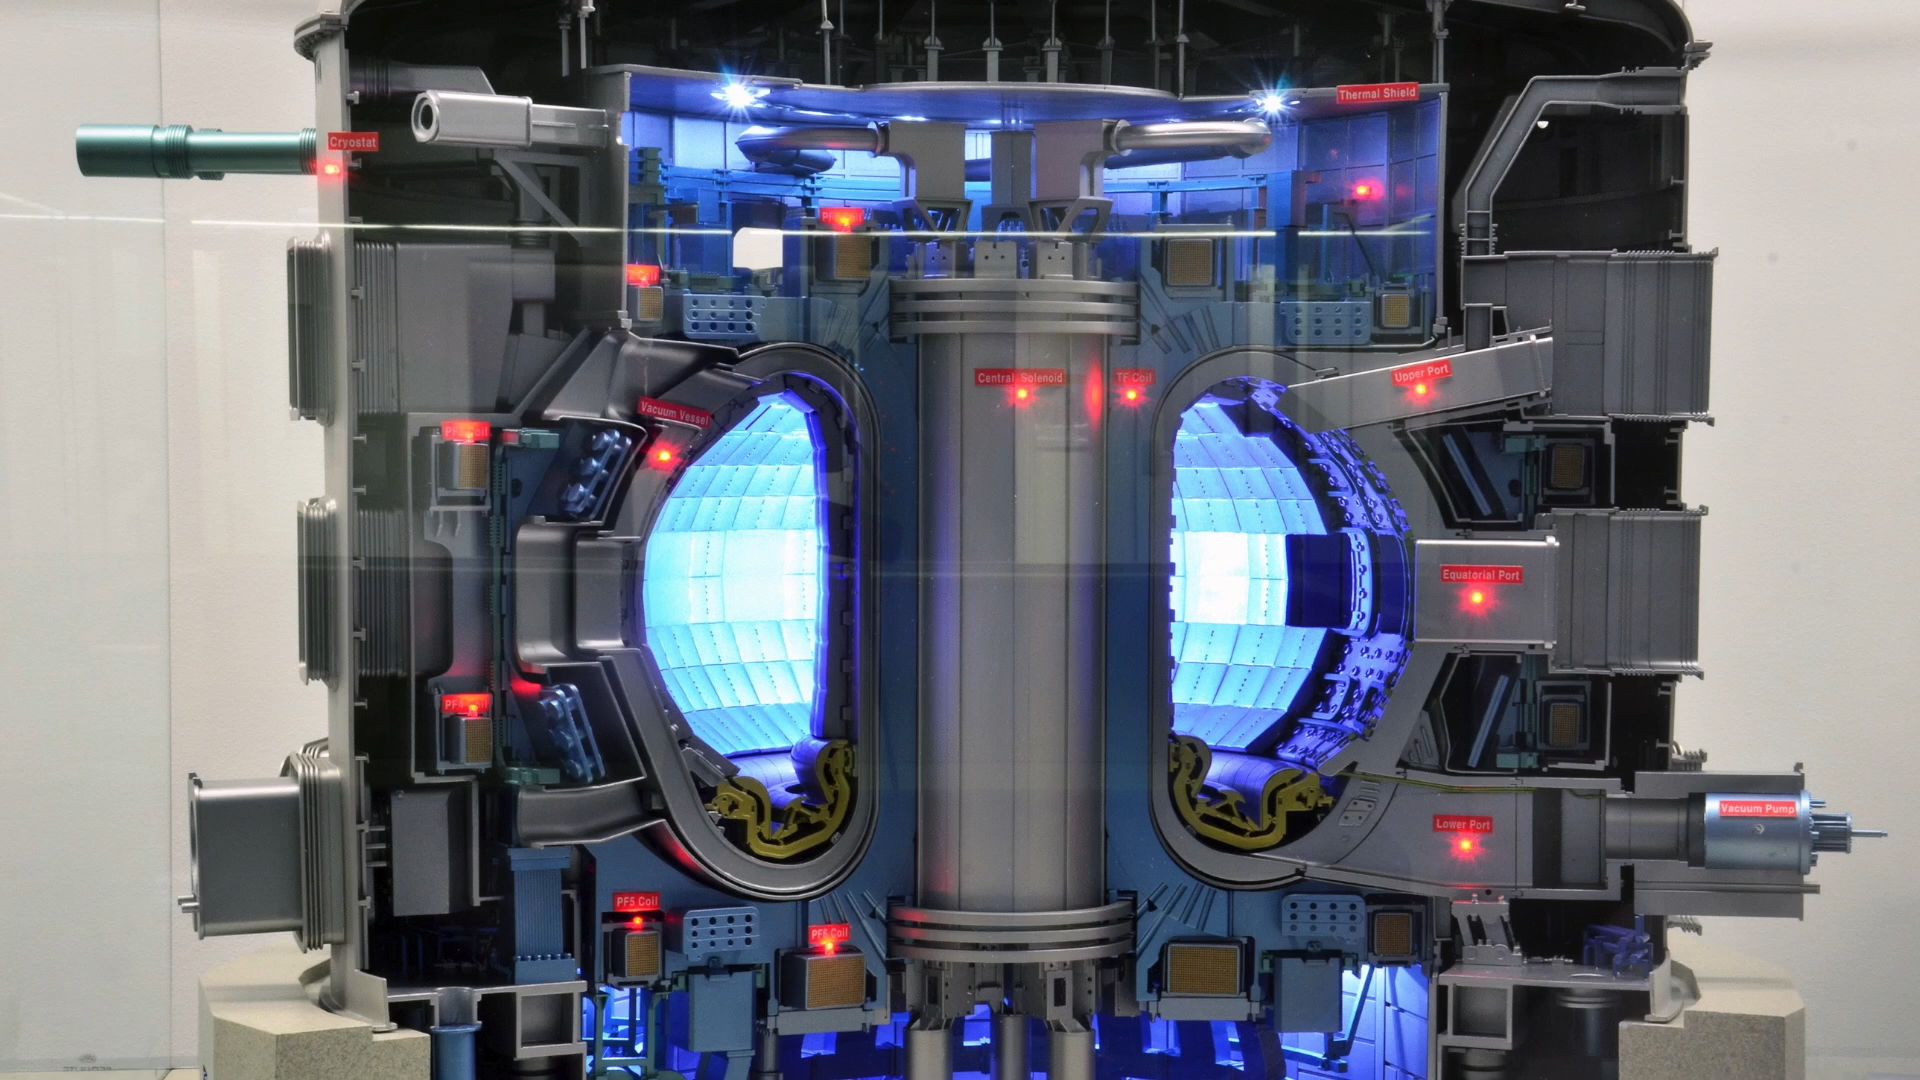 Thermal Shield
Cryostat
Central Solenoid
TF Coil
Upper Port
Vacuum Vessel
Equatorial Port
Vacuum Pump
Lower Port
PF5 Coil
PF6 Coil